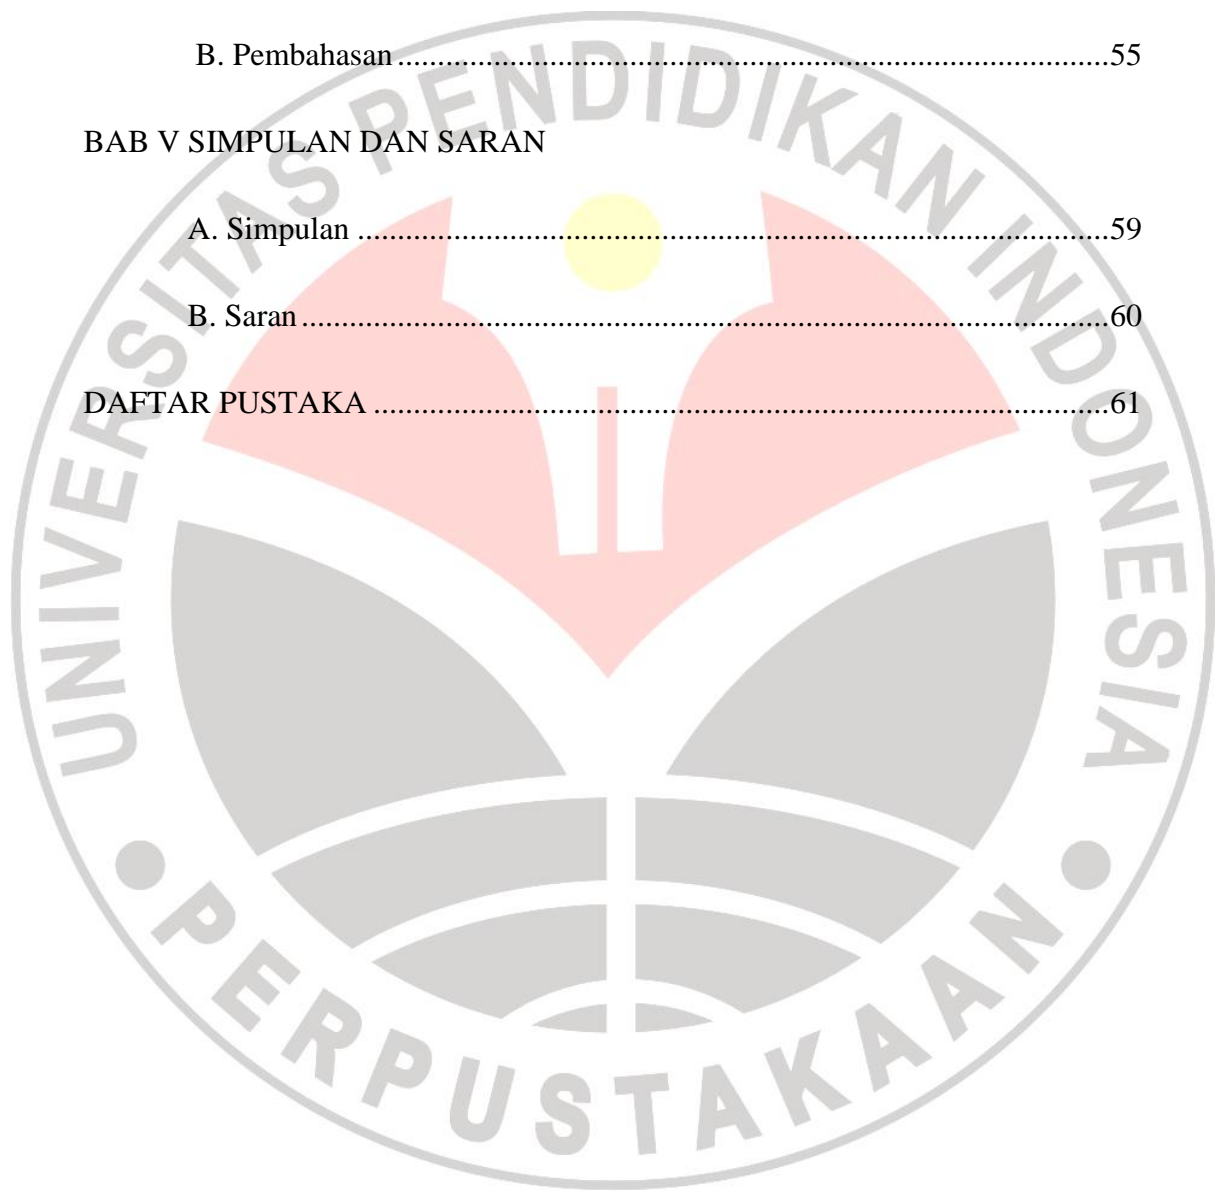 B. Pembahasan.........................................................................................55
BAB V SIMPULAN DAN SARAN
A. Simpulan ..............................................................................................59
B. Saran.....................................................................................................60
DAFTAR PUSTAKA ............................................................................................61
UNIVERSITAS PENDIDIKAN INDONESIA
PERPUSTAKAAN